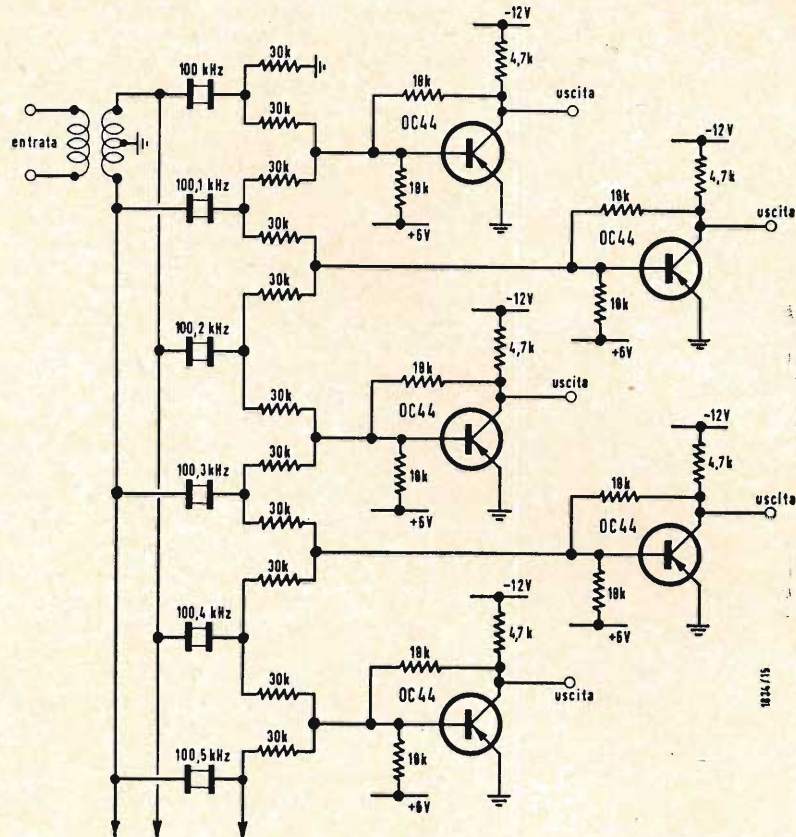 -12V
100 kHz
30k
4,7k
18k
uscita
30k
OC44
entrata
-12V
100,1 kHz
30k
18k
4,7k
+6V
18k
uscita
30k
OC44
30k
18k
-12V
+6V
100,2 kHz
4,7k
18k
uscita
30k
OC44
-12V
30k
18k
4,7k
100,3 kHz
+6V
18k
uscita
30k
OC44
30k
-12V
18k
100,4 kHz
4,7k
+6V
18k
30k
OC44
uscita
1834/15
30k
18k
100,5 kHz
+6V